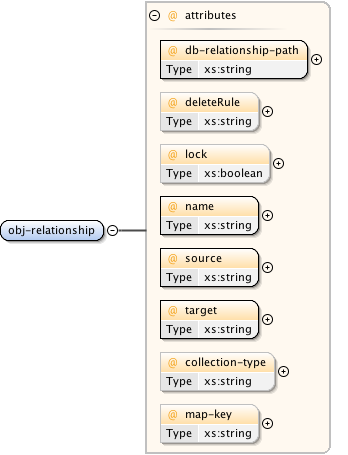 @ attributes
@ db-relationship-path
Type xs:string
@ deleteRule
Type xs:string
@ lock
Type xs:boolean
@ name
Type xs:string
obj-relationship
@ source
Type xs:string
@ target
Type xs:string
@ collection-type
Type xs:string
@ map-key
Type xs:string